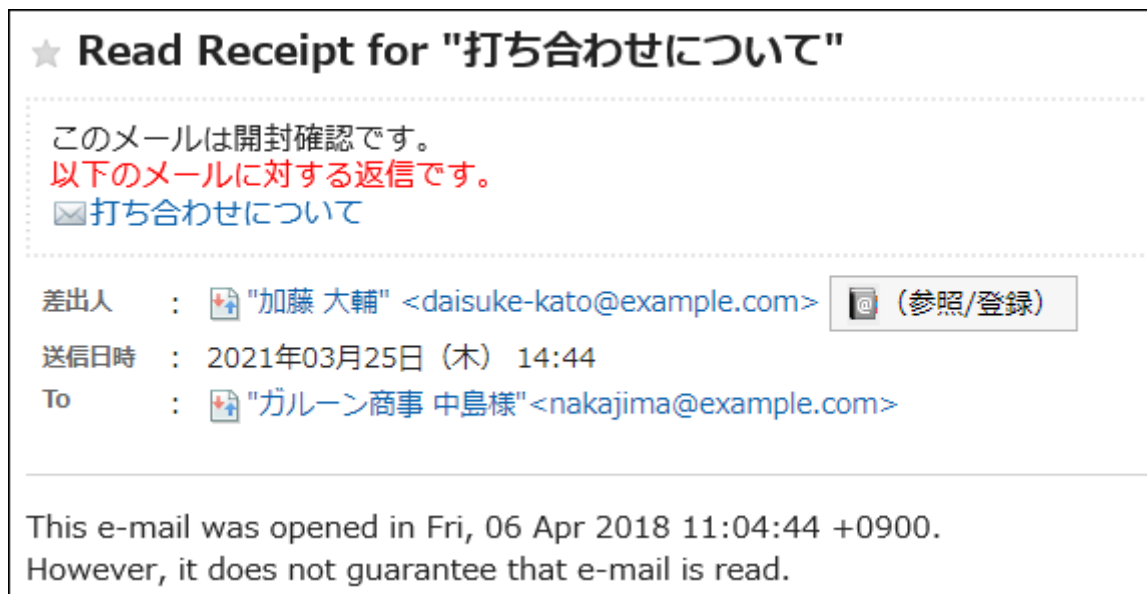 Read Receipt for "打ち合わせについて"
このメールは開封確認です。
以下のメールに対する返信です。
打ち合わせについて
差出人 : "加藤 大輔" <daisuke-kato@example.com> (参照/登録)
送信日時 : 2021年03月25日（木） 14:44
To : "ガルーン商事 中島様"<nakajima@example.com>
This e-mail was opened in Fri, 06 Apr 2018 11:04:44 +0900.
However, it does not guarantee that e-mail is read.